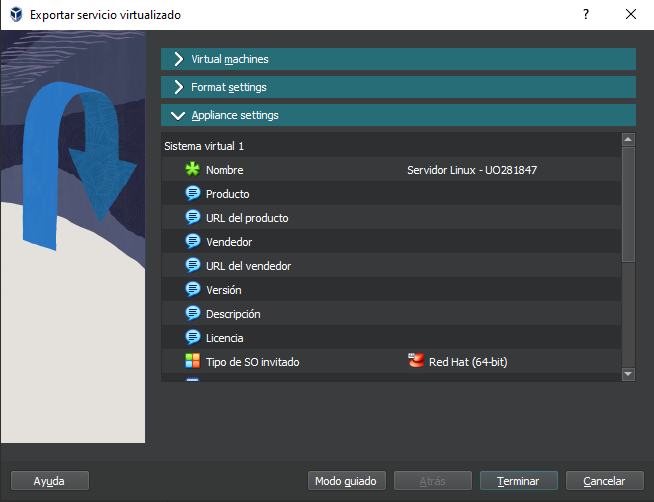 Exportar servicio virtualizado
Virtual machines
Format settings
Appliance settings
Sistema virtual 1
Nombre Servidor Linux - UO281847
Producto
URL del producto
Vendedor
URL del vendedor
Versión
Descripción
Licencia
Tipo de SO invitado Red Hat (64-bit)
Ayuda Modo guiado Atrás Terminar Cancelar